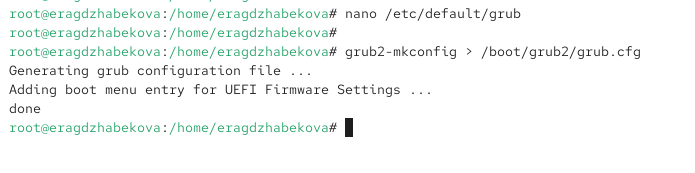 root@eragdzhabekova:/home/eragdzhabekova# nano /etc/default/grub
root@eragdzhabekova:/home/eragdzhabekova#
root@eragdzhabekova:/home/eragdzhabekova# grub2-mkconfig > /boot/grub2/grub.cfg
Generating grub configuration file ...
Adding boot menu entry for UEFI Firmware Settings ...
done
root@eragdzhabekova:/home/eragdzhabekova#